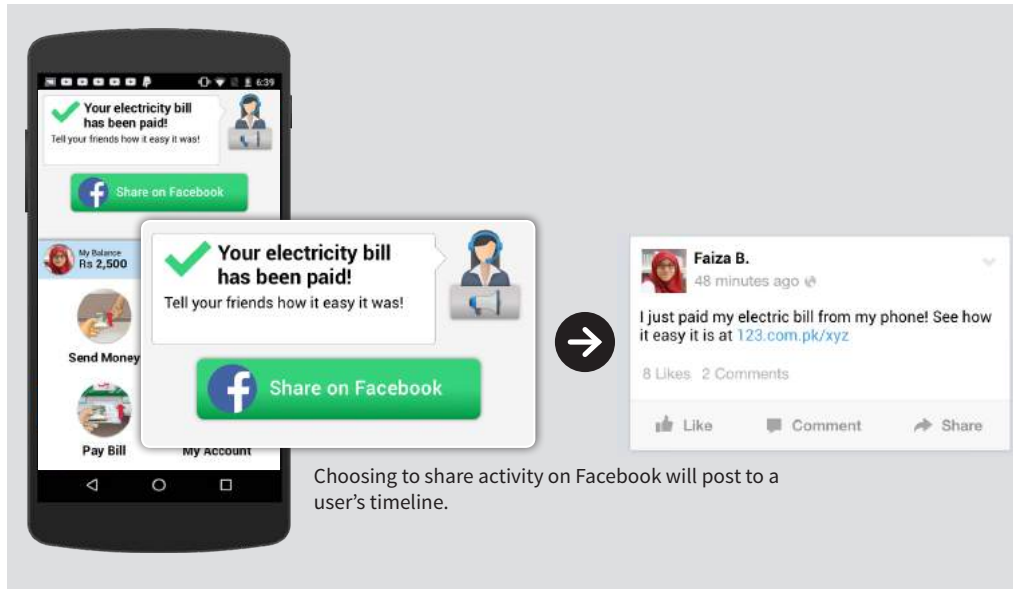 6:39
Your electricity bill
has been paid!
Tell your friends how it easy it was!
Share on Facebook
My Balance
Rs 2,500
Send Money
Pay Bill
My Account
Your electricity bill
has been paid!
Tell your friends how it easy it was!
Share on Facebook
Faiza B.
48 minutes ago
I just paid my electric bill from my phone! See how
it easy it is at 123.com.pk/xyz
8 Likes 2 Comments
Like Comment Share
Choosing to share activity on Facebook will post to a
user's timeline.